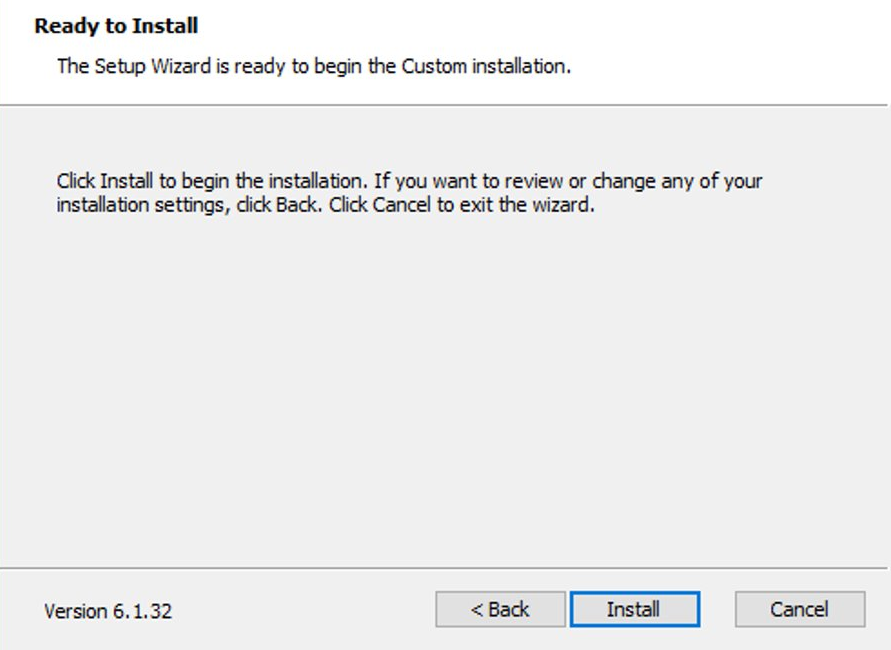 Ready to Install
The Setup Wizard is ready to begin the Custom installation.
Click Install to begin the installation. If you want to review or change any of your
installation settings, click Back. Click Cancel to exit the wizard.
Version 6.1.32
< Back
Install
Cancel